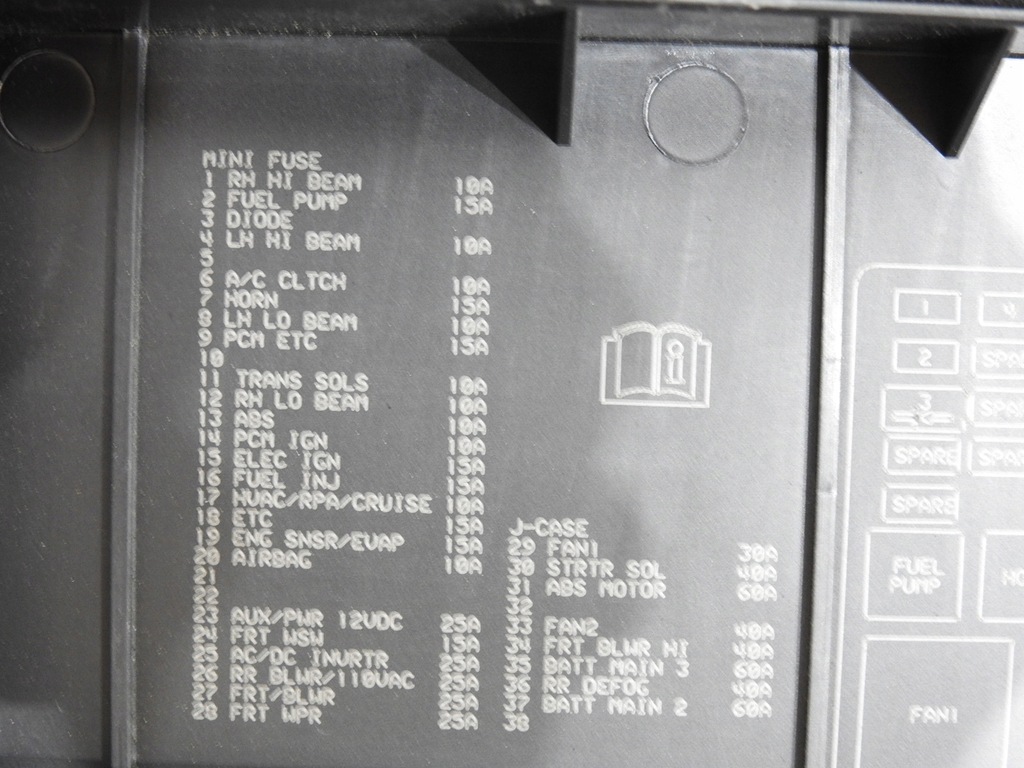 MINI FUSE
1 RH HI BEAM 10A
2 FUEL PUMP 15A
3 DIODE
4 LH HI BEAM 10A
5
6 A/C CLTCH 10A
7 HORN 15A
8 LH LO BEAM 10A
9 PCM ETC 15A
10
11 TRANS SOLS 10A
12 RH LO BEAM 10A
13 ABS 10A
14 PCM IGN 10A
15 ELEC IGN 15A
16 FUEL INJ 15A
17 HVAC/RPA/CRUISE 10A
18 ETC 15A
19 ENG SNSR/EVAP 15A
20 AIRBAG 10A
21
22
23 AUX/PWR 12VDC 25A
24 FRT WSW 15A
25 AC/DC INVRTR 25A
26 RR BLWR/110VAC 25A
27 FRT/BLWR 25A
28 FRT WPR 25A
J-CASE
29 FAN1 30A
30 STRTR SOL 40A
31 ABS MOTOR 60A
32
33 FAN2 40A
34 FRT BLWR HI 40A
35 BATT MAIN 3 60A
36 RR DEFOG 40A
37 BATT MAIN 2 60A
38
1 4
2 SPA
3 SPA
SPARE SPA
SPARE
FUEL
PUMP
HO
FAN1